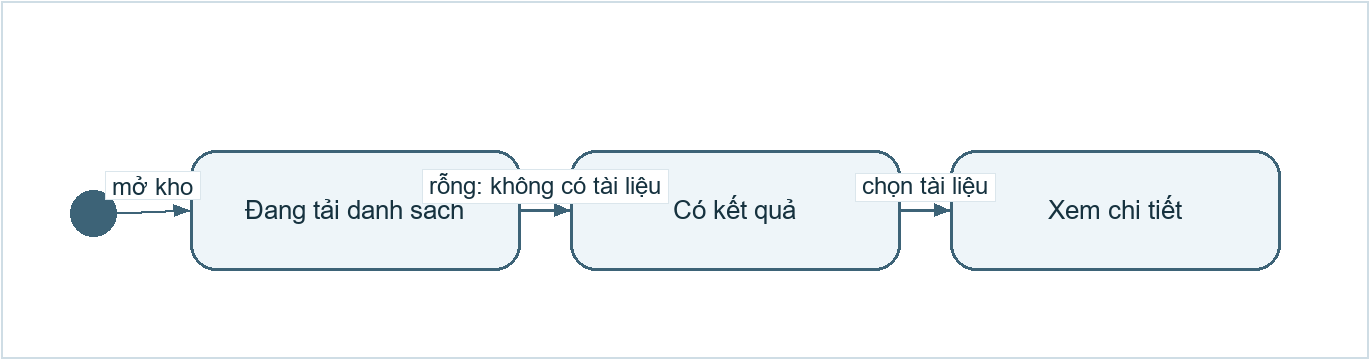 mở kho
Đang tải danh sách
rỗng: không có tài liệu
Có kết quả
chọn tài liệu
Xem chi tiết